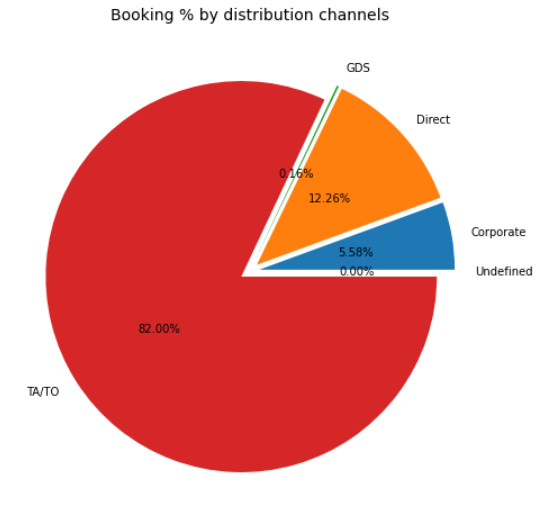 Booking % by distribution channels
GDS
Direct
0.16%
12.26%
Corporate
5.58%
0.00%
Undefined
82.00%
TA/TO